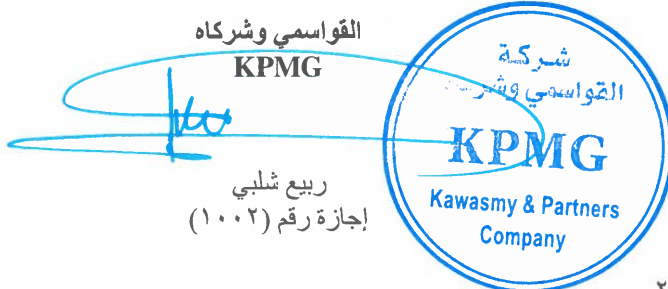 القواسمي وشركاه
KPMG
ربيع شلبي
إجازة رقم (١٠٠٢)
شركة
القواسمي وشركاه
KPMG
Kawasmy & Partners
Company